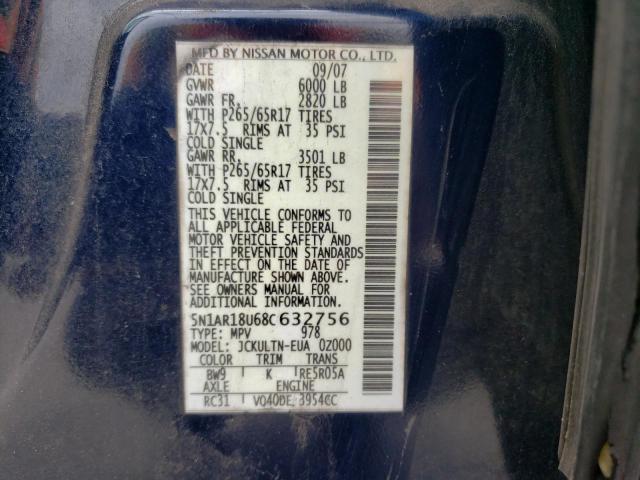 MFD BY NISSAN MOTOR CO., LTD.
DATE 09/07
GVWR 6000 LB
GAWR FR. 2820 LB
WITH P265/65R17 TIRES
17X7.5 RIMS AT 35 PSI
COLD SINGLE
GAWR RR. 3501 LB
WITH P265/65R17 TIRES
17X7.5 RIMS AT 35 PSI
COLD SINGLE
THIS VEHICLE CONFORMS TO
ALL APPLICABLE FEDERAL
MOTOR VEHICLE SAFETY AND
THEFT PREVENTION STANDARDS
IN EFFECT ON THE DATE OF
MANUFACTURE SHOWN ABOVE.
SEE OWNERS MANUAL FOR
ADDITIONAL INFORMATION.
5N1AR18U68C632756
TYPE: MPV 978
MODEL: JCKULTN-EUA 0Z000
COLOR TRIM TRANS
BW9 K RE5R05A
AXLE ENGINE
RC31 VQ40DE 3954CC